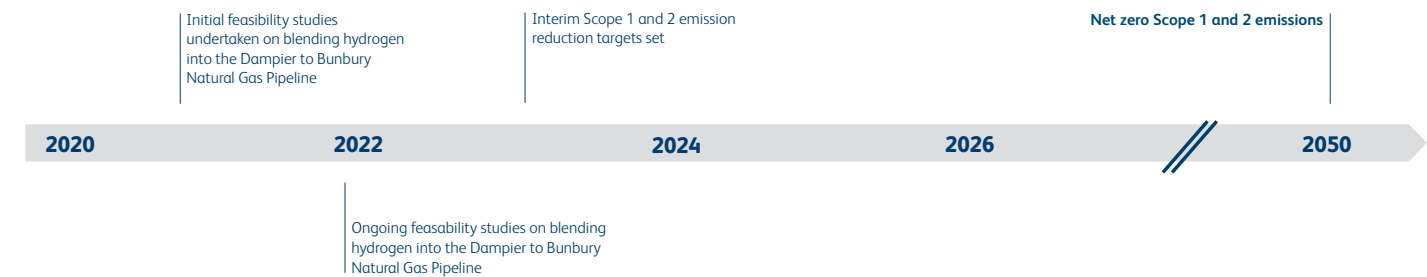 Initial feasibility studies
undertaken on blending hydrogen
into the Dampier to Bunbury
Natural Gas Pipeline
Interim Scope 1 and 2 emission
reduction targets set
Net zero Scope 1 and 2 emissions
2020
2022
2024
2026
2050
Ongoing feasability studies on blending
hydrogen into the Dampier to Bunbury
Natural Gas Pipeline